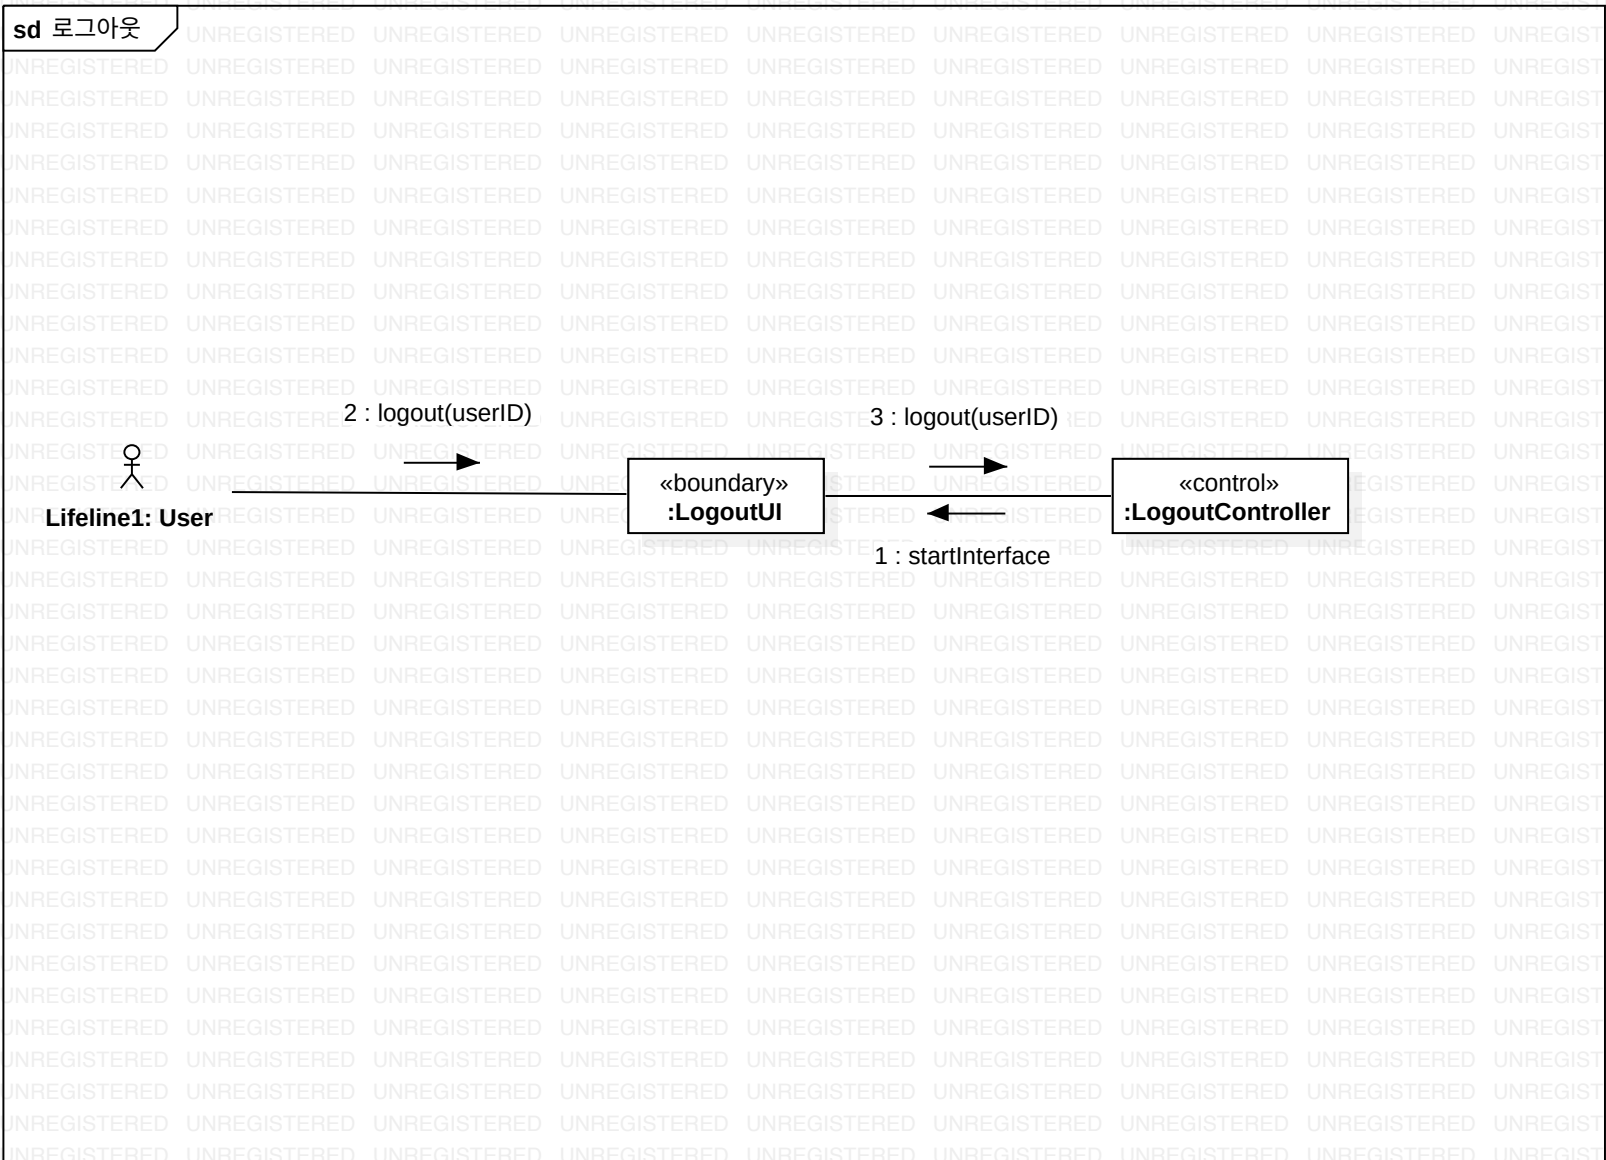 sd 로그아웃
2 : logout(userID)
3 : logout(userID)
Lifeline1: User
«boundary»
:LogoutUI
«control»
:LogoutController
1 : startInterface
UNREGISTERED